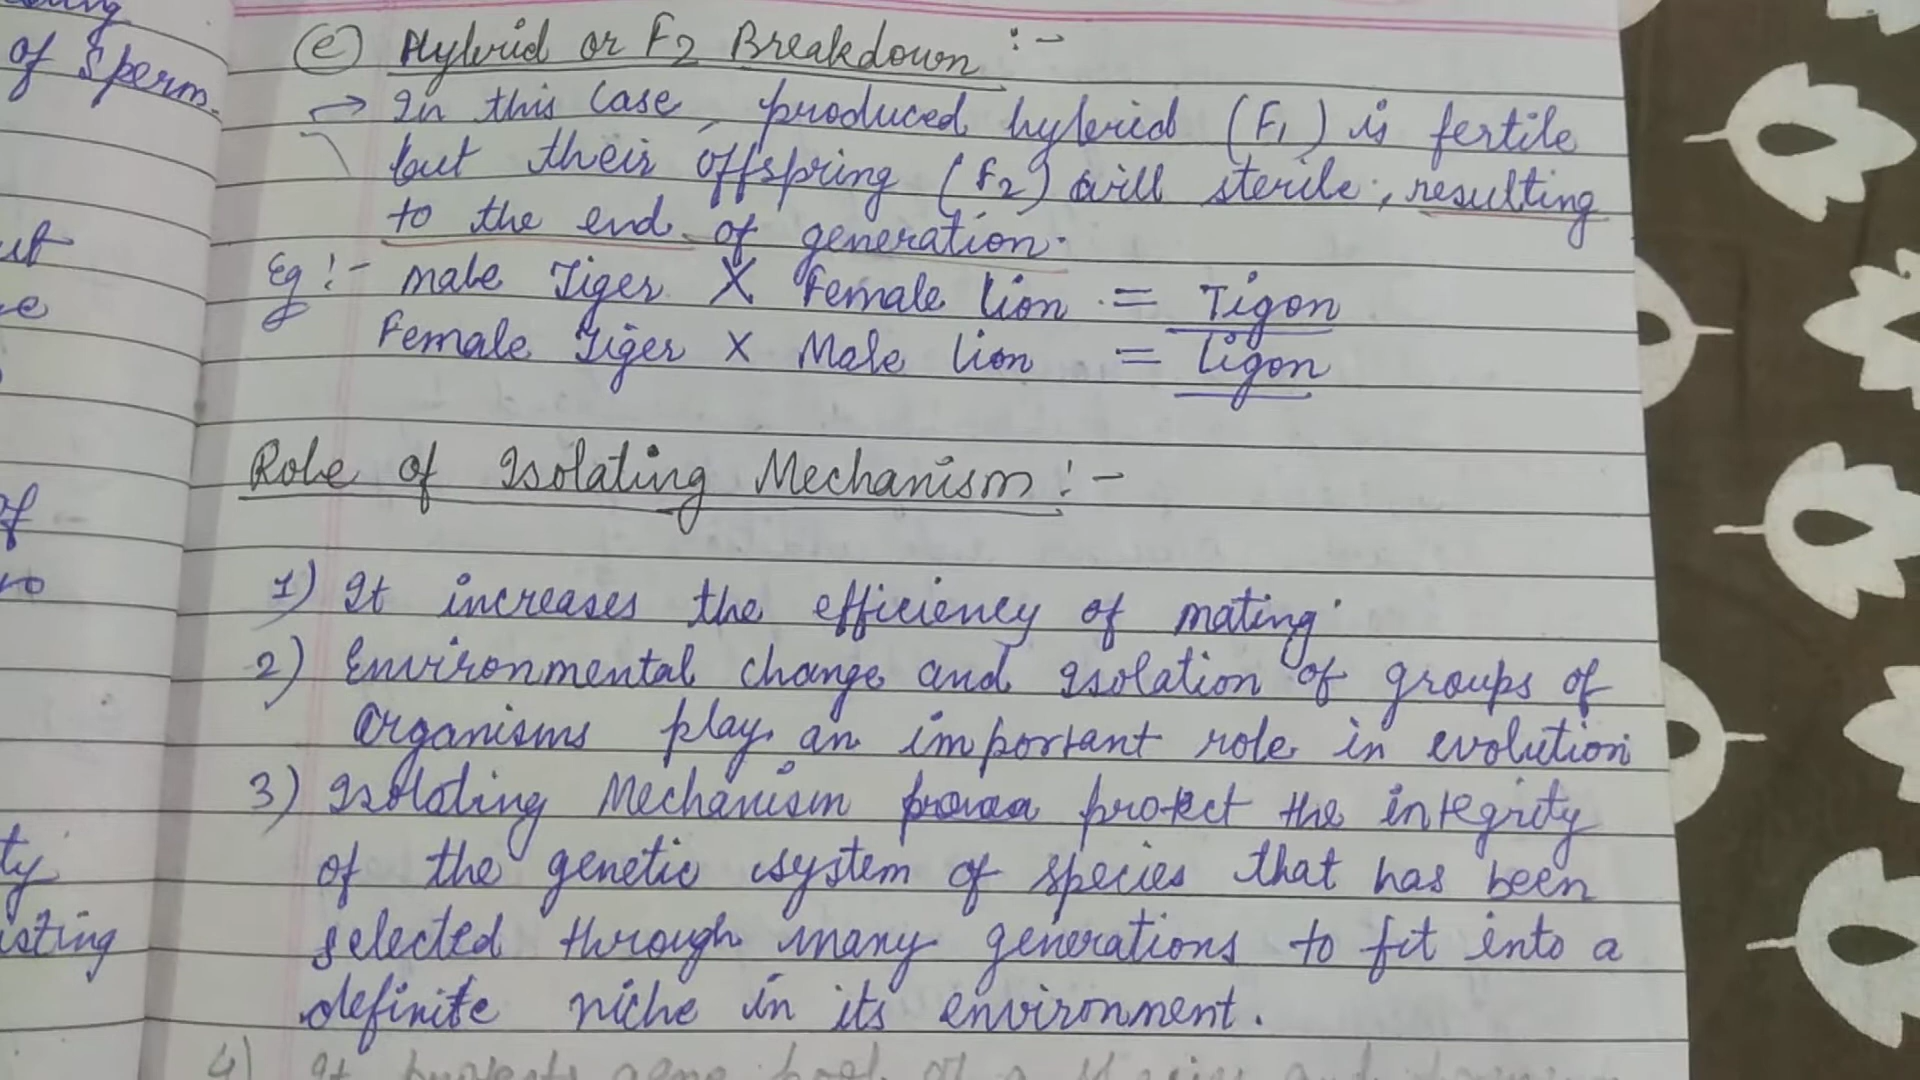 of Sperm.
(e) Hybrid or F2 Breakdown :-
→ In this case, produced hybrid (F1) is fertile
but their offspring (F2) will sterile, resulting
to the end of generation.
Eg :- male Tiger X Female lion = Tigon
Female Tiger X Male lion = Ligon
Role of Isolating Mechanism :-
1) It increases the efficiency of mating.
2) Environmental change and isolation of groups of
organisms play an important role in evolution
3) Isolating Mechanism protect the integrity
of the genetic system of species that has been
selected through many generations to fit into a
definite niche in its environment.
4) It